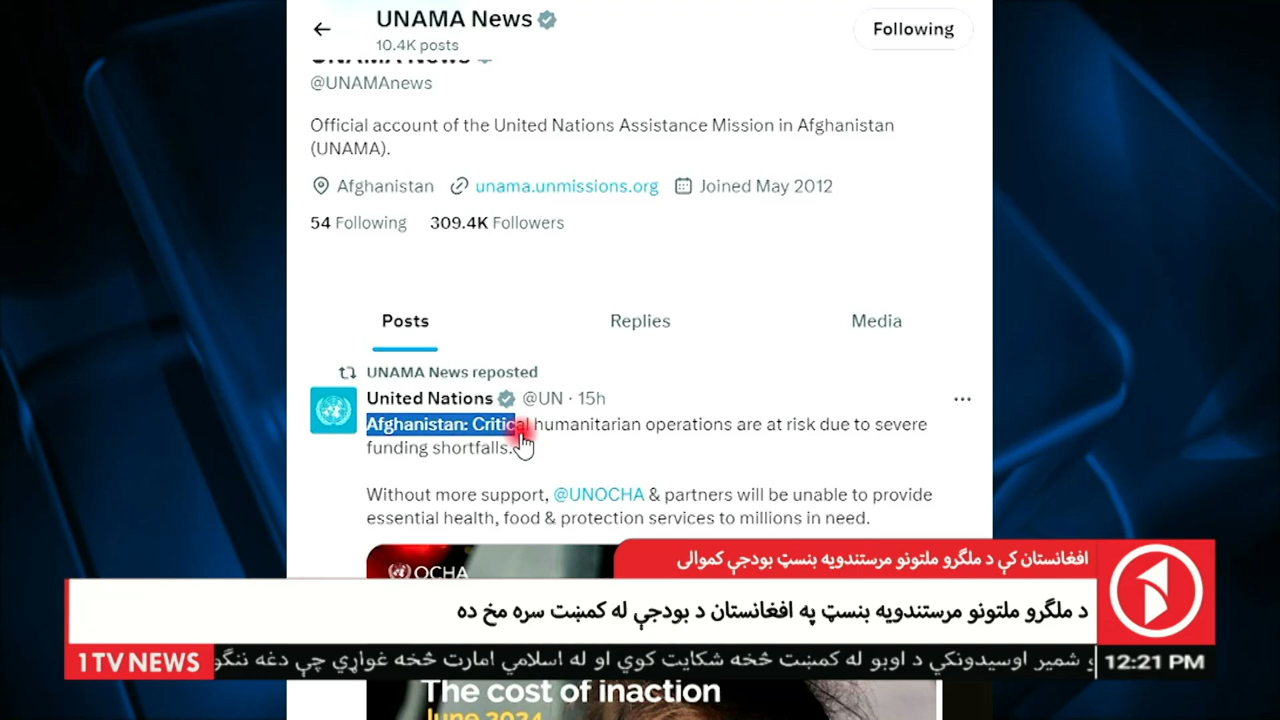 UNAMA News
10.4K posts
Following
UNAMA News
@UNAMAnews
Official account of the United Nations Assistance Mission in Afghanistan
(UNAMA).
Afghanistan unama.unmissions.org Joined May 2012
54 Following 309.4K Followers
Posts Replies Media
UNAMA News reposted
United Nations @UN · 15h
Afghanistan: Critical humanitarian operations are at risk due to severe
funding shortfalls.
Without more support, @UNOCHA & partners will be unable to provide
essential health, food & protection services to millions in need.
OCHA
افغانستان کې د ملګرو ملتونو مرستندویه بنسټ بودجې کموالی
د ملګرو ملتونو مرستندویه بنسټ په افغانستان د بودجې له کمښت سره مخ ده
1TV NEWS
و شمېر اوسیدونکي د اوبو له کمښت څخه شکایت کوي او له اسلامي امارت څخه غواړي چې دغه ننګو
12:21 PM
The cost of inaction
June 2024